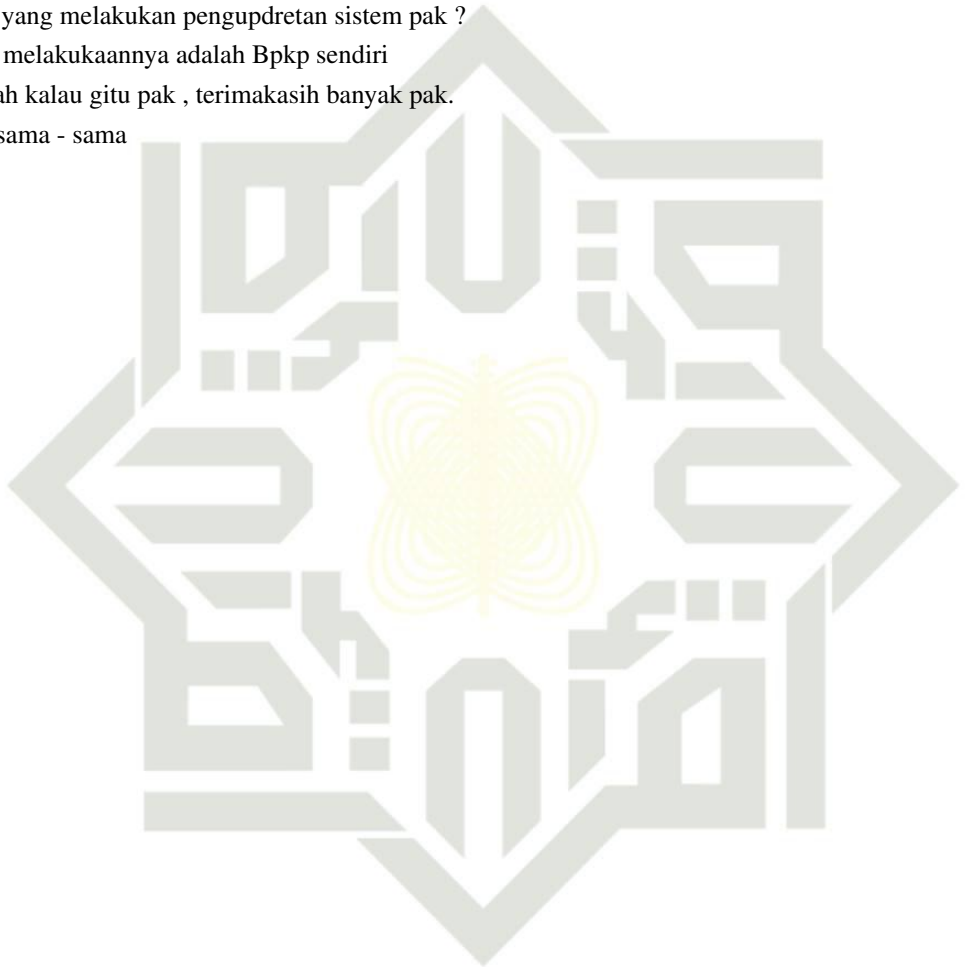 yang melakukan pengupdretan sistem pak ?
melakukaannya adalah Bpkp sendiri
ah kalau gitu pak , terimakasih banyak pak.
sama - sama